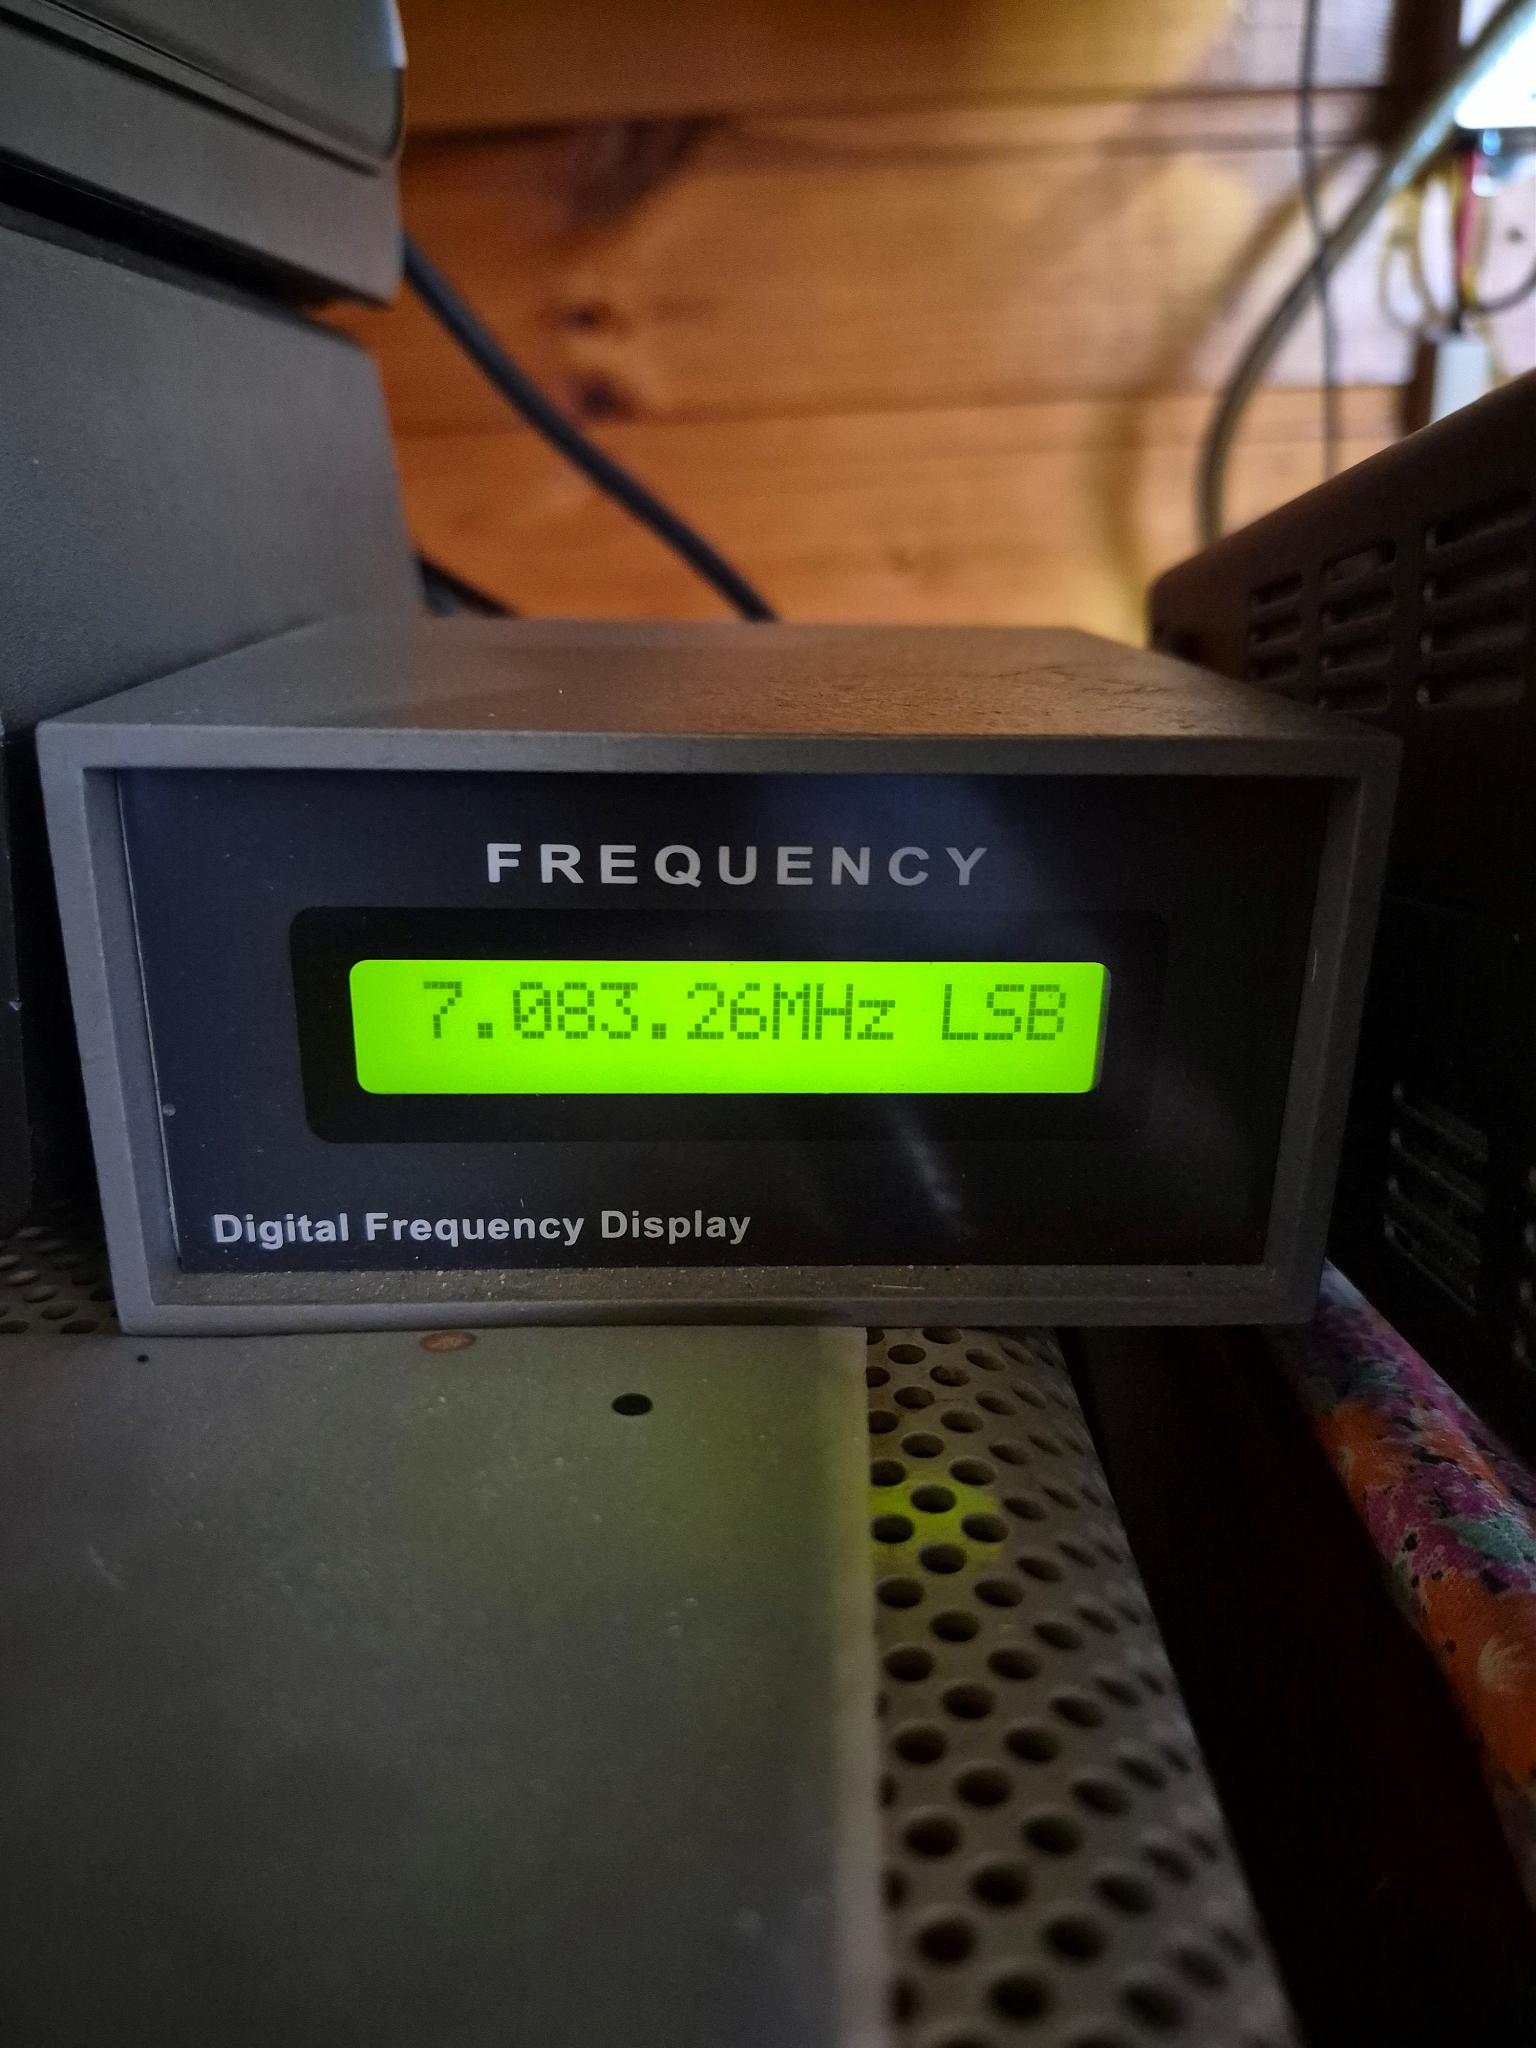 FREQUENCY
7.083.26MHz LSB
Digital Frequency Display